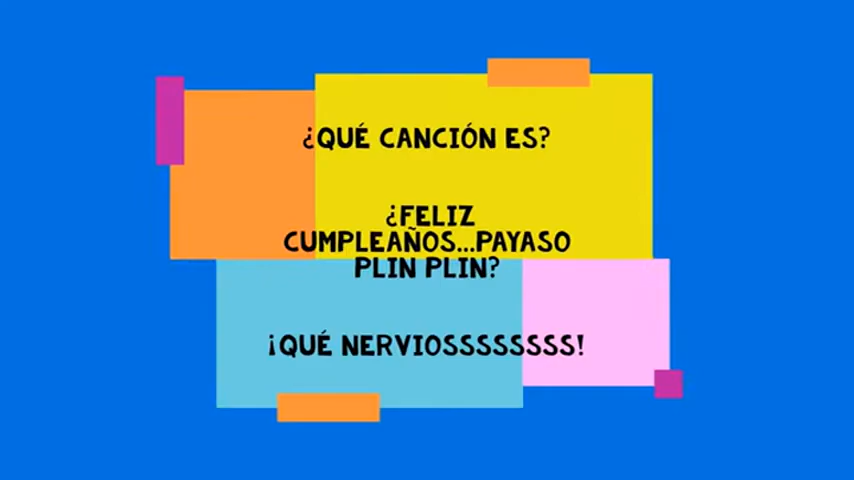 ¿QUÉ CANCIÓN ES?
¿FELIZ
CUMPLEAÑOS...PAYASO
PLIN PLIN?
¡QUÉ NERVIOSSSSSSSS!